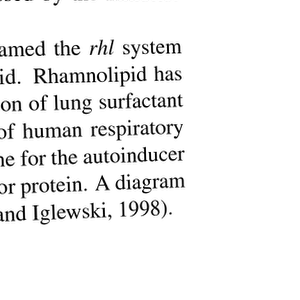 amed the rhl system
id. Rhamnolipid has
on of lung surfactant
of human respiratory
ne for the autoinducer
or protein. A diagram
and Iglewski, 1998).